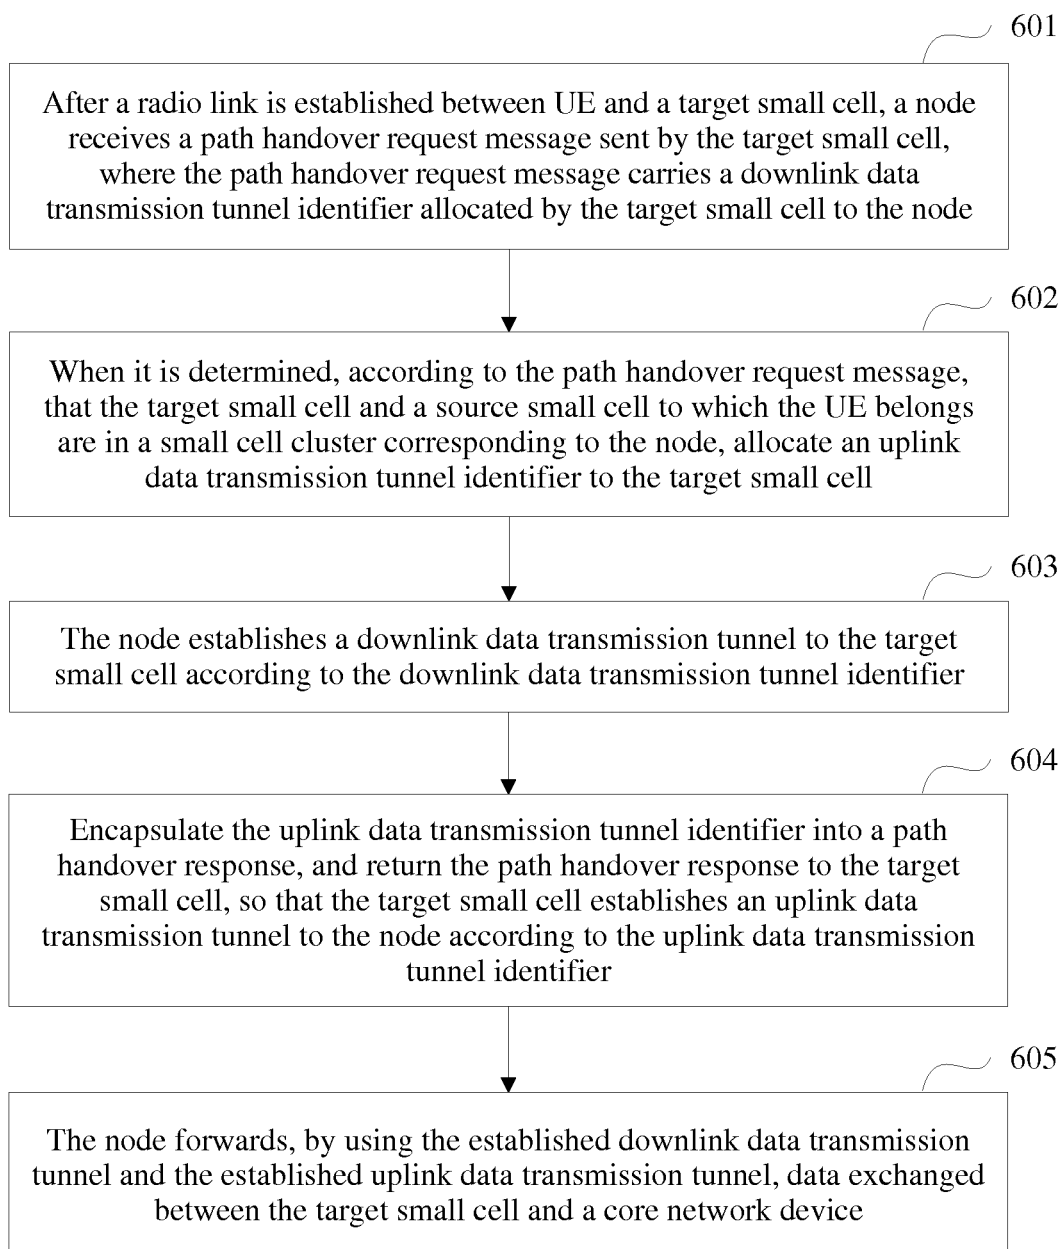 601
After a radio link is established between UE and a target small cell, a node
receives a path handover request message sent by the target small cell,
where the path handover request message carries a downlink data
transmission tunnel identifier allocated by the target small cell to the node
602
When it is determined, according to the path handover request message,
that the target small cell and a source small cell to which the UE belongs
are in a small cell cluster corresponding to the node, allocate an uplink
data transmission tunnel identifier to the target small cell
603
The node establishes a downlink data transmission tunnel to the target
small cell according to the downlink data transmission tunnel identifier
604
Encapsulate the uplink data transmission tunnel identifier into a path
handover response, and return the path handover response to the target
small cell, so that the target small cell establishes an uplink data
transmission tunnel to the node according to the uplink data transmission
tunnel identifier
605
The node forwards, by using the established downlink data transmission
tunnel and the established uplink data transmission tunnel, data exchanged
between the target small cell and a core network device